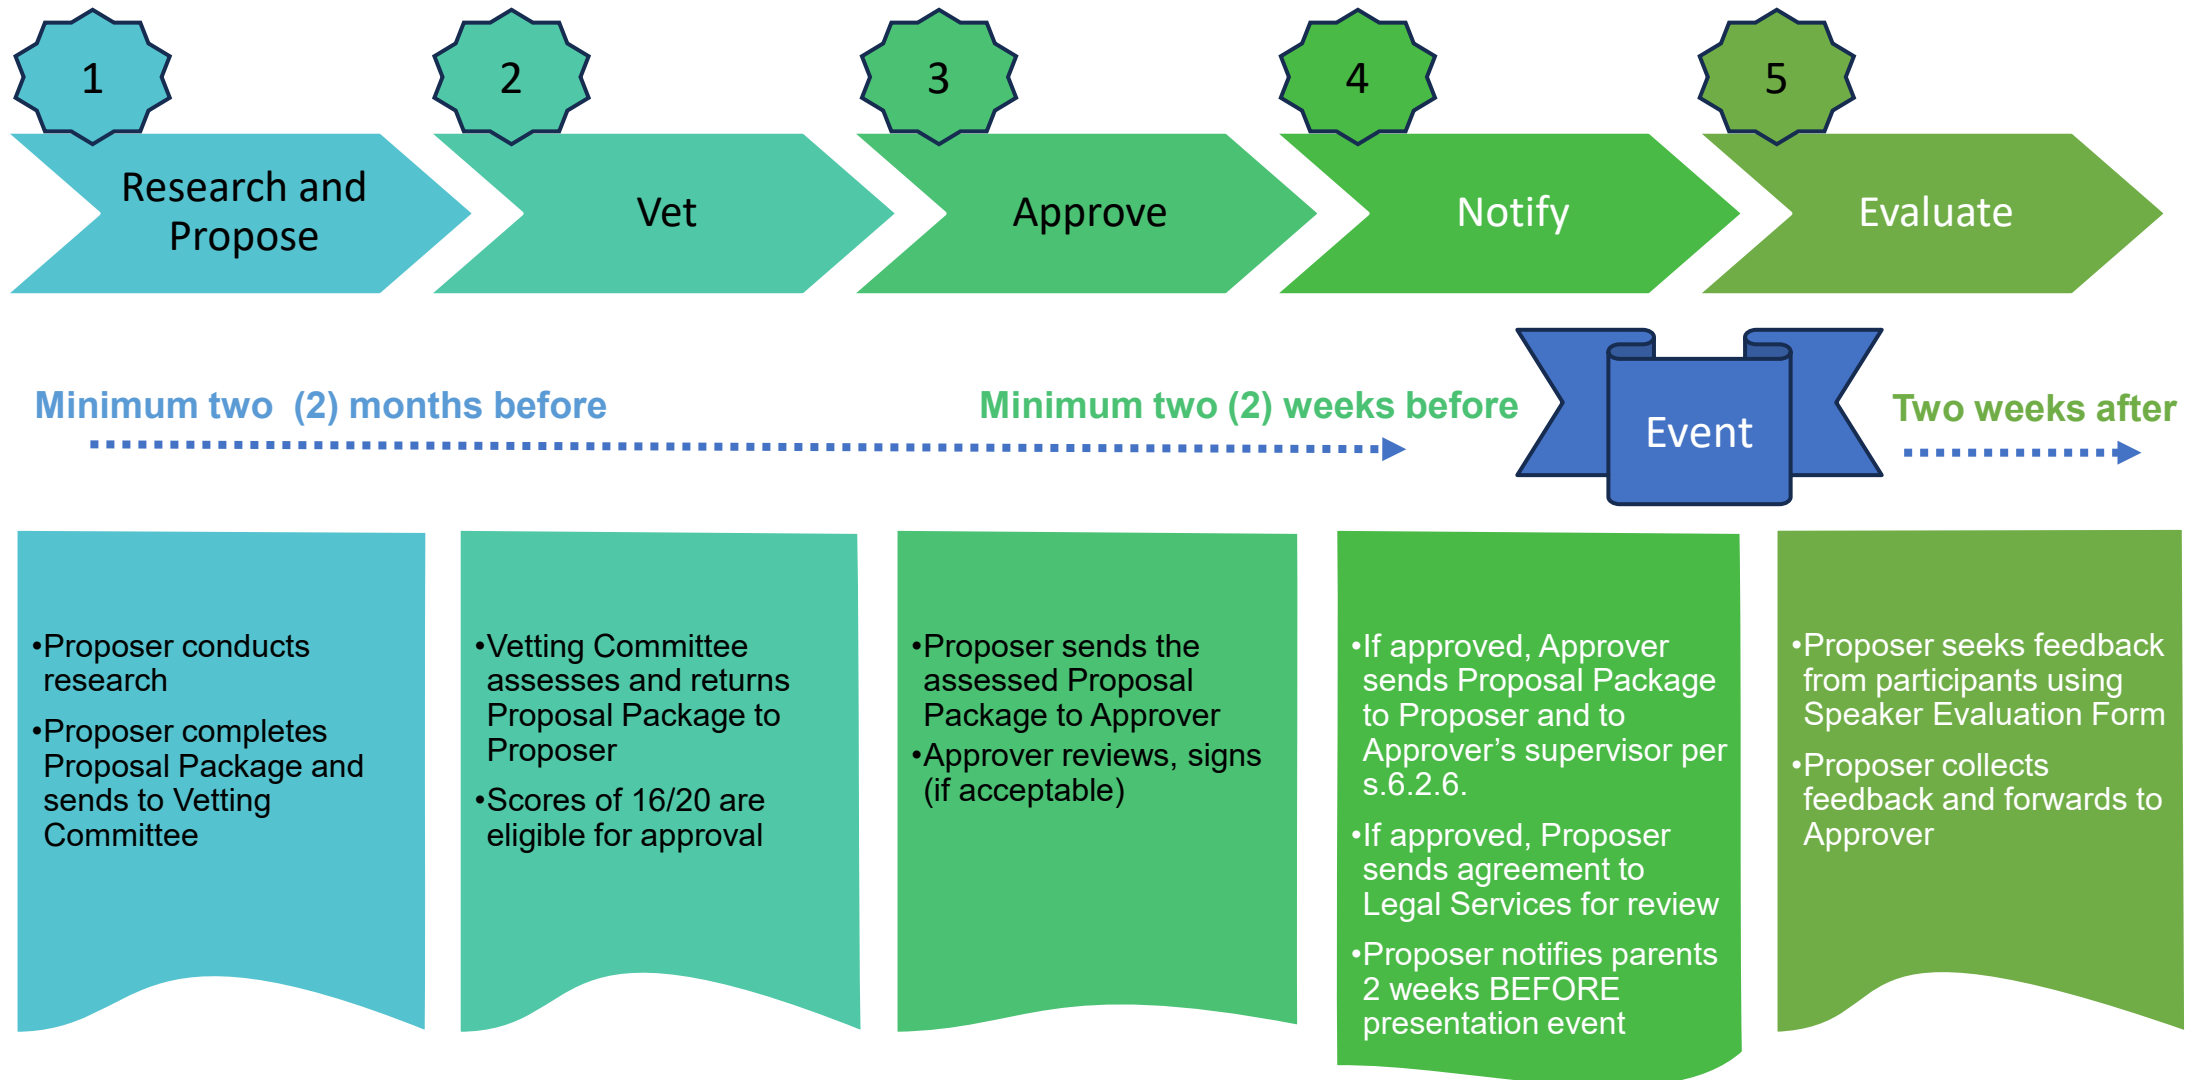 1
2
3
4
5
Research and
Propose
Vet
Approve
Notify
Evaluate
Minimum two  (2) months before
Minimum two (2) weeks before
Event
Two weeks after
•Proposer conducts
research
•Proposer completes
Proposal Package and
sends to Vetting
Committee
•Vetting Committee
assesses and returns
Proposal Package to
Proposer
•Scores of 16/20 are
eligible for approval
•Proposer sends the
assessed Proposal
Package to Approver
•Approver reviews, signs
(if acceptable)
•If approved, Approver
sends Proposal Package
to Proposer and to
Approver’s supervisor per
s.6.2.6.
•If approved, Proposer
sends agreement to
Legal Services for review
•Proposer notifies parents
2 weeks BEFORE
presentation event
•Proposer seeks feedback
from participants using
Speaker Evaluation Form
•Proposer collects
feedback and forwards to
Approver